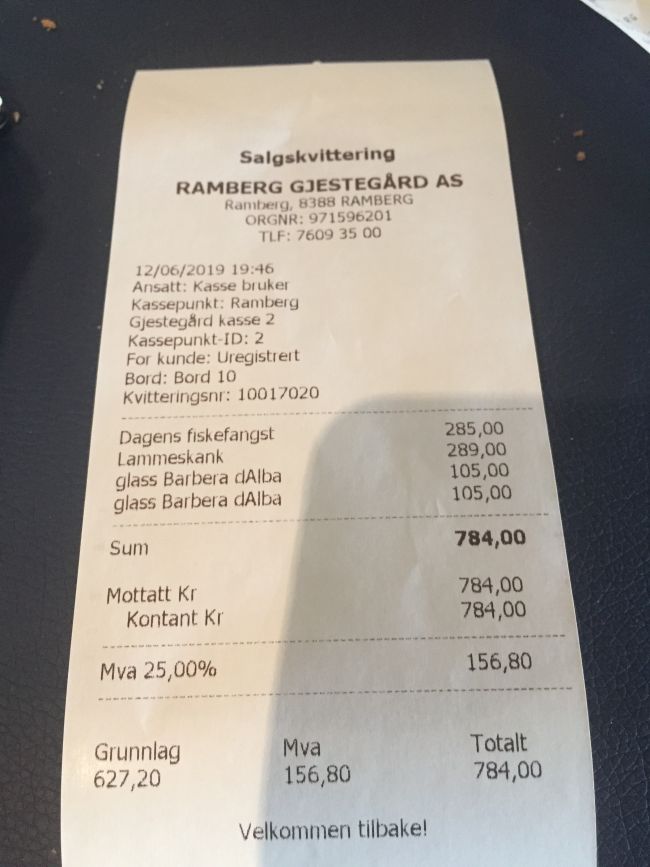 Salgskvittering
RAMBERG GJESTEGÅRD AS
Ramberg, 8388 RAMBERG
ORGNR: 971596201
TLF: 7609 35 00
12/06/2019 19:46
Ansatt: Kasse bruker
Kassepunkt: Ramberg
Gjestegård kasse 2
Kassepunkt-ID: 2
For kunde: Uregistrert
Bord: Bord 10
Kvitteringsnr: 10017020
Dagens fiskefangst 285,00
Lammeskank 289,00
glass Barbera dAlba 105,00
glass Barbera dAlba 105,00
Sum 784,00
Mottatt Kr 784,00
Kontant Kr 784,00
Mva 25,00% 156,80
Grunnlag Mva Totalt
627,20 156,80 784,00
Velkommen tilbake!